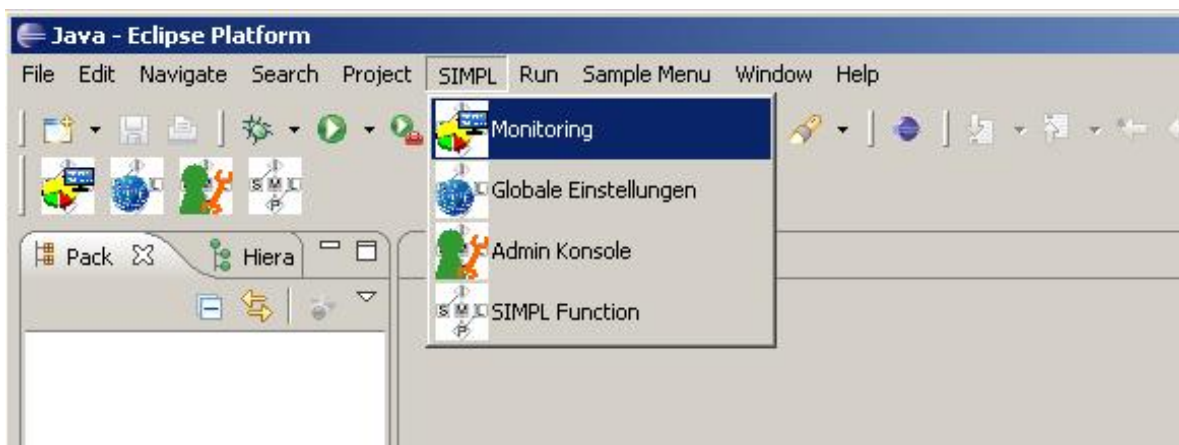 Java - Eclipse Platform
File Edit Navigate Search Project SIMPL Run Sample Menu Window Help
Monitoring
Globale Einstellungen
Admin Konsole
S M P L SIMPL Function
S M P L
Pack Hiera